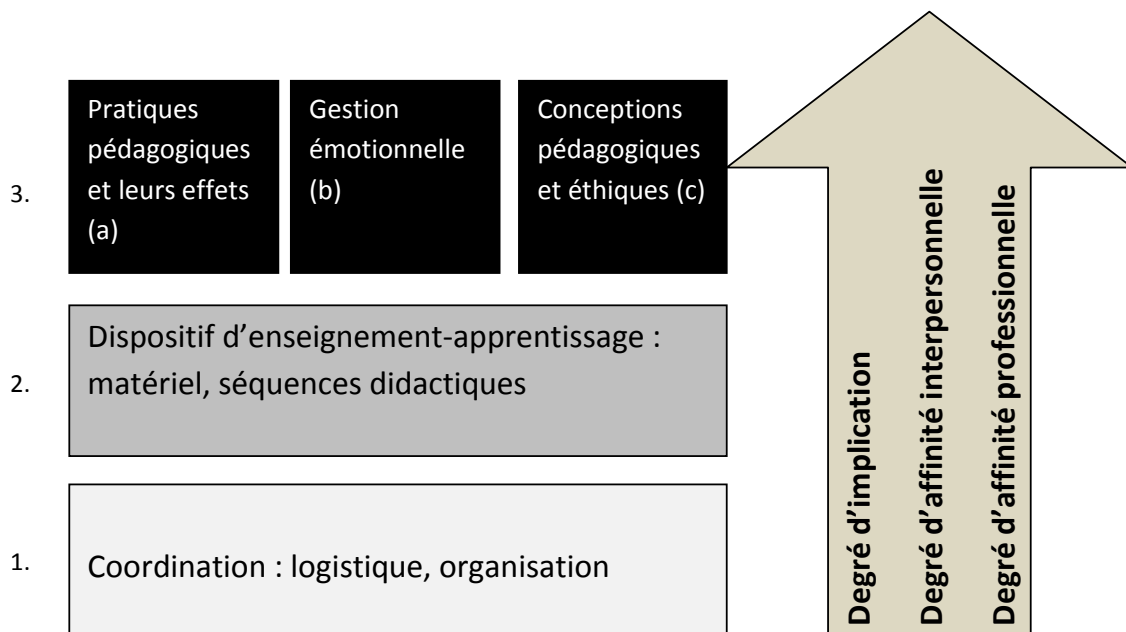 3.
Pratiques
pédagogiques
et leurs effets
(a)
Gestion
émotionnelle
(b)
Conceptions
pédagogiques
et éthiques (c)
2.
Dispositif d’enseignement-apprentissage :
matériel, séquences didactiques
1.
Coordination : logistique, organisation
Degré d’implication
Degré d’affinité interpersonnelle
Degré d’affinité professionnelle